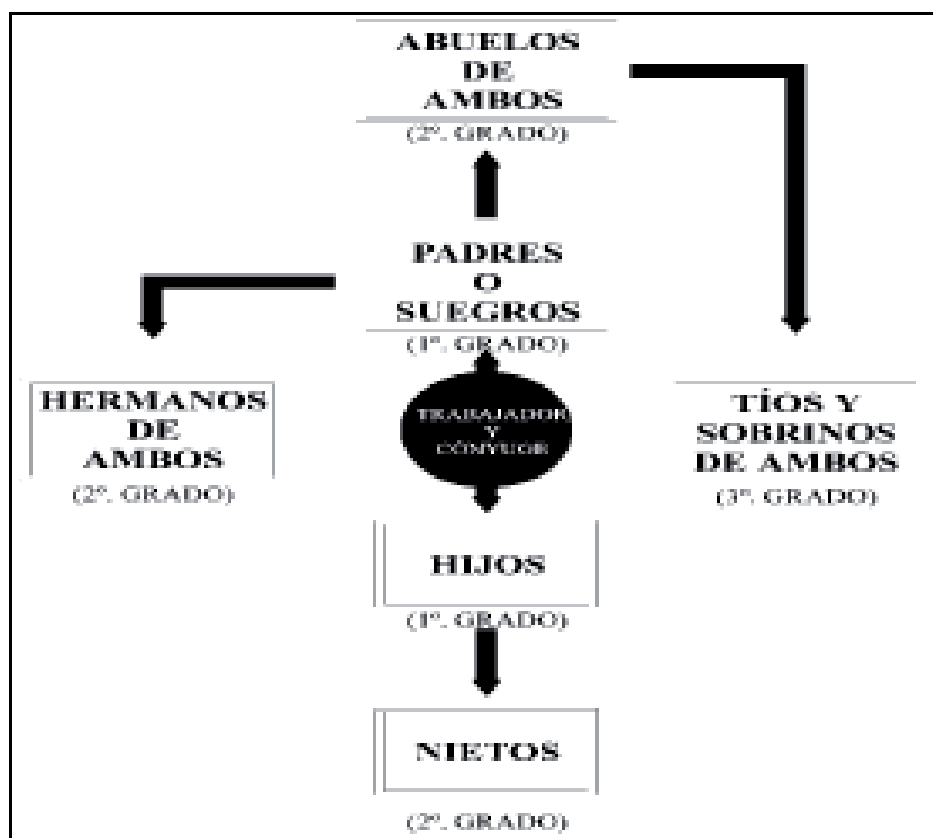 ABUELOS
DE
AMBOS
(2º. GRADO)
PADRES
O
SUEGROS
(1º. GRADO)
HERMANOS
DE
AMBOS
(2º. GRADO)
TRABAJADOR
Y
CÓNYUGE
TÍOS Y
SOBRINOS
DE AMBOS
(3º. GRADO)
HIJOS
(1º. GRADO)
NIETOS
(2º. GRADO)